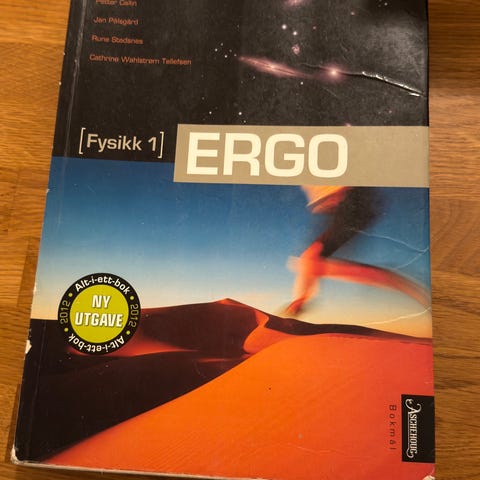 Petter Callin
Jan Pålsgård
Rune Stadsnes
Cathrine Wahlstrøm Tellefsen
[Fysikk 1]
ERGO
Alt-i-ett-bok
2012
NY
UTGAVE
2012
Alt-i-ett-bok
ASCHEHOUG
Bokmål